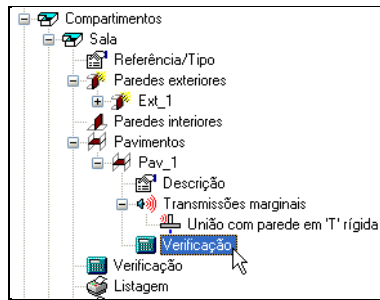 Compartimentos
Sala
Referência/Tipo
Paredes exteriores
Ext_1
Paredes interiores
Pavimentos
Pav_1
Descrição
Transmissões marginais
União com parede em 'T' rígida
Verificação
Verificação
Listagem